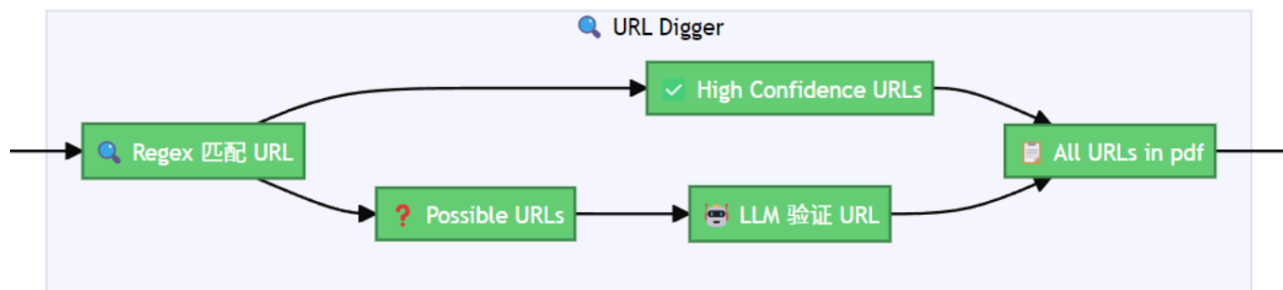 🔍 URL Digger
✅ High Confidence URLs
🔍 Regex 匹配 URL
📋 All URLs in pdf
❓ Possible URLs
🤖 LLM 验证 URL